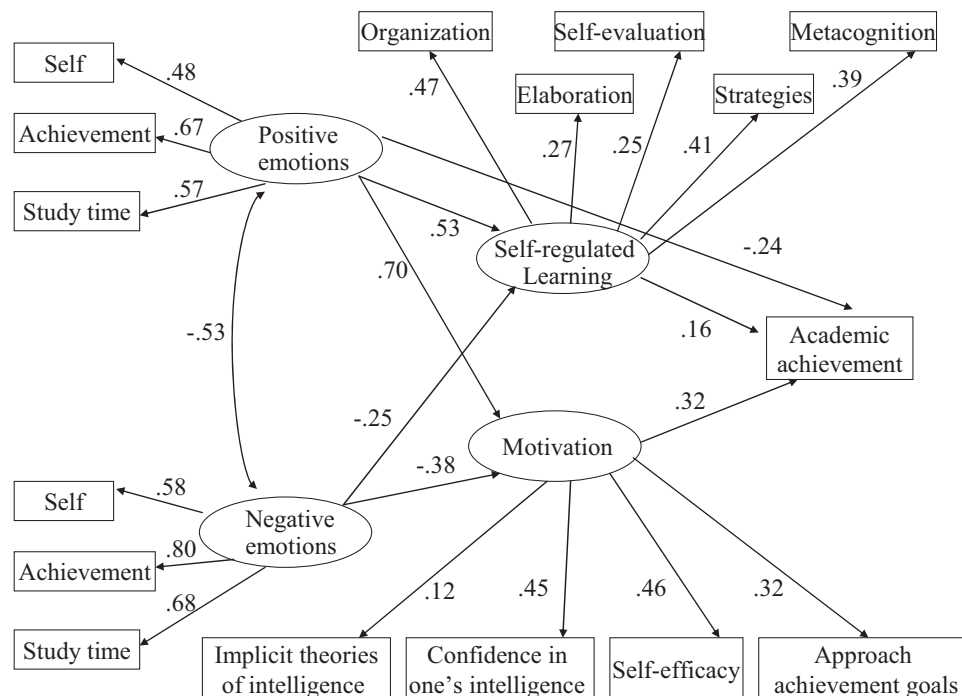 Organization
Self-evaluation
Metacognition
Self
.48
.47
.39
Elaboration
Strategies
Achievement
.67
Positive
emotions
.27
.25
.41
Study time
.57
.53
Self-regulated
Learning
-.24
.70
.16
Academic
achievement
-.53
-.25
.32
Motivation
-.38
Self
.58
Negative
emotions
Achievement
.80
.68
.12
.45
.46
.32
Study time
Implicit theories
of intelligence
Confidence in
one's intelligence
Self-efficacy
Approach
achievement goals